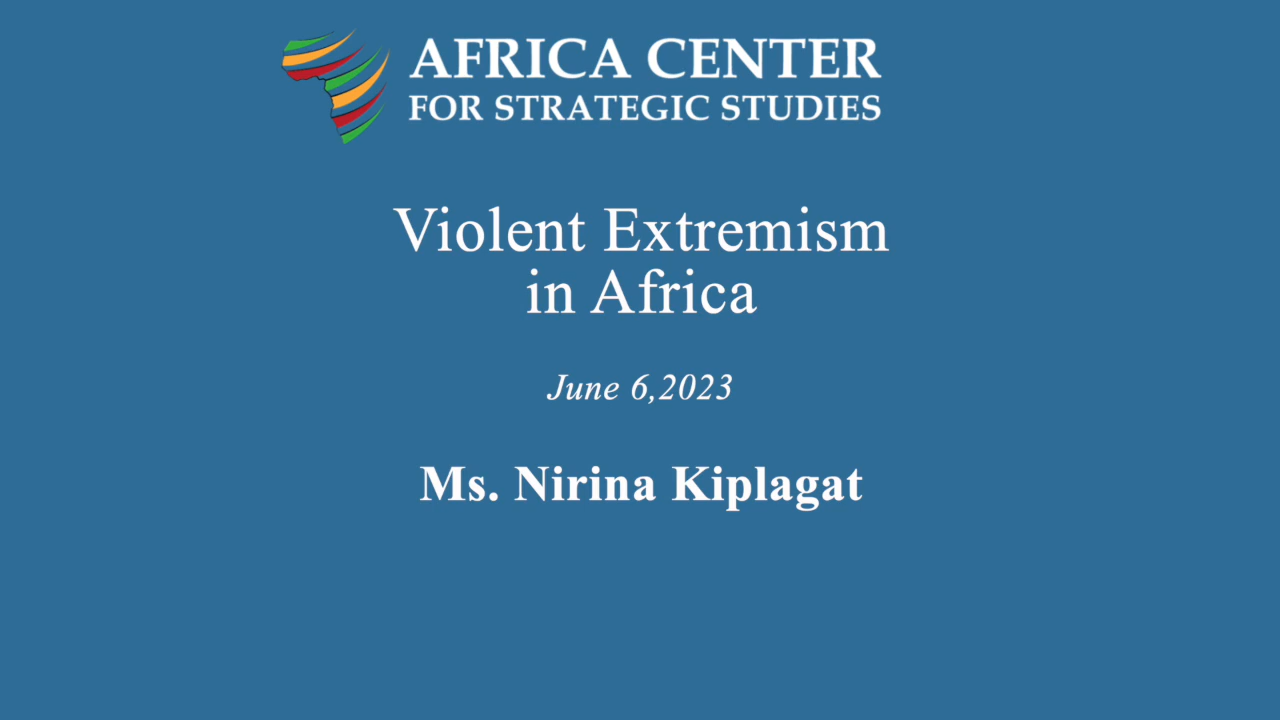 AFRICA CENTER
FOR STRATEGIC STUDIES
Violent Extremism
in Africa
June 6,2023
Ms. Nirina Kiplagat